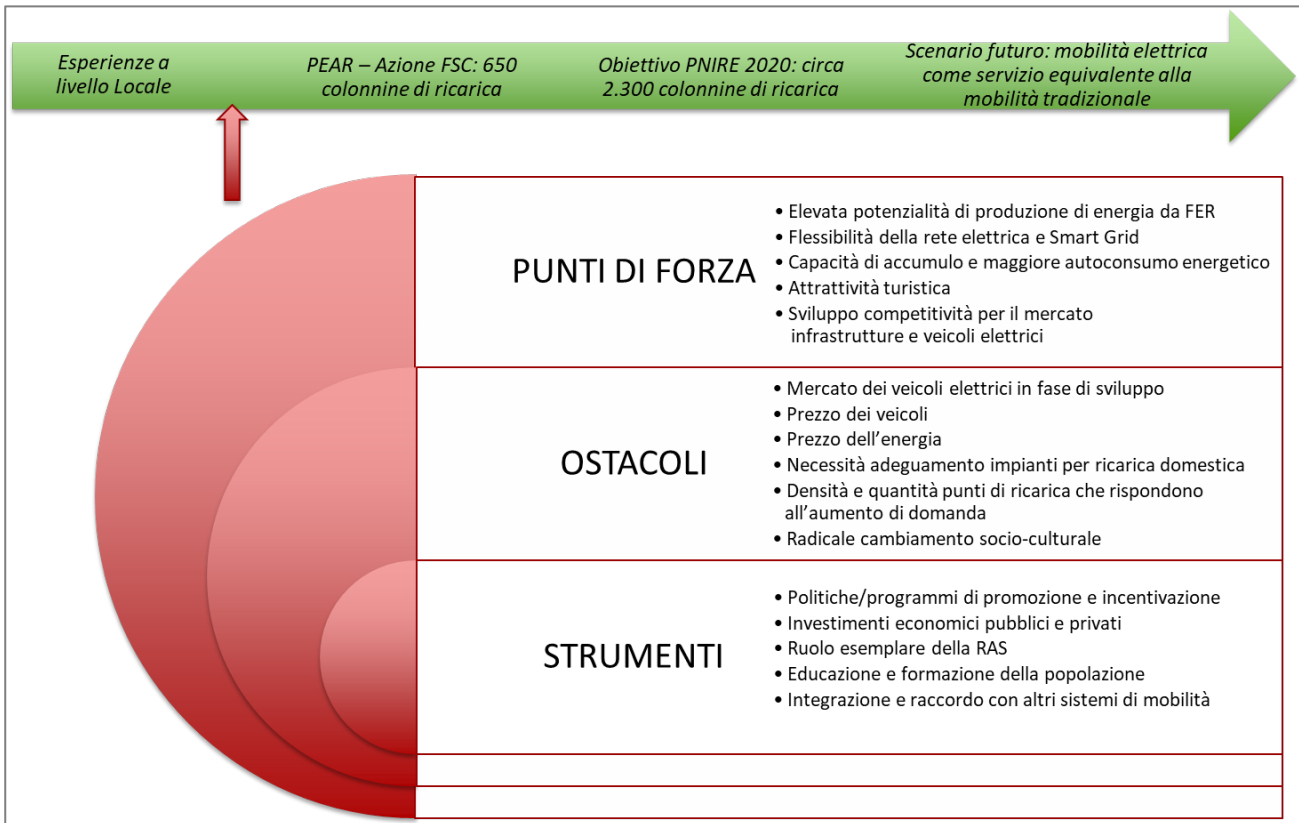 Esperienze a
livello Locale
PEAR – Azione FSC: 650
colonnine di ricarica
Obiettivo PNIRE 2020: circa
2.300 colonnine di ricarica
Scenario futuro: mobilità elettrica
come servizio equivalente alla
mobilità tradizionale
PUNTI DI FORZA
• Elevata potenzialità di produzione di energia da FER
• Flessibilità della rete elettrica e Smart Grid
• Capacità di accumulo e maggiore autoconsumo energetico
• Attrattività turistica
• Sviluppo competitività per il mercato
infrastrutture e veicoli elettrici
OSTACOLI
• Mercato dei veicoli elettrici in fase di sviluppo
• Prezzo dei veicoli
• Prezzo dell’energia
• Necessità adeguamento impianti per ricarica domestica
• Densità e quantità punti di ricarica che rispondono
all’aumento di domanda
• Radicale cambiamento socio-culturale
STRUMENTI
• Politiche/programmi di promozione e incentivazione
• Investimenti economici pubblici e privati
• Ruolo esemplare della RAS
• Educazione e formazione della popolazione
• Integrazione e raccordo con altri sistemi di mobilità